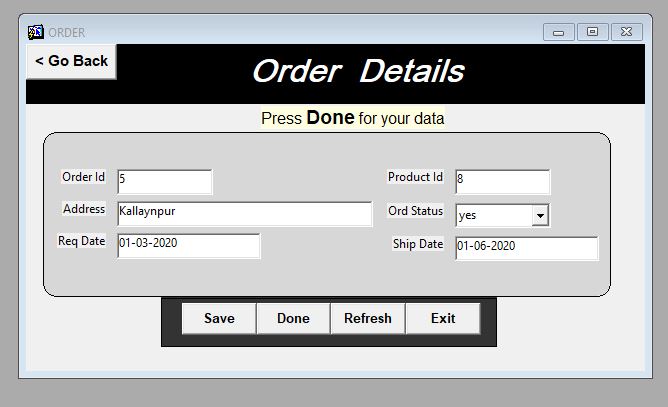 ORDER
< Go Back
Order Details
Press Done for your data
Order Id 5 Product Id 8
Address Kallaynpur Ord Status yes
Req Date 01-03-2020 Ship Date 01-06-2020
Save Done Refresh Exit